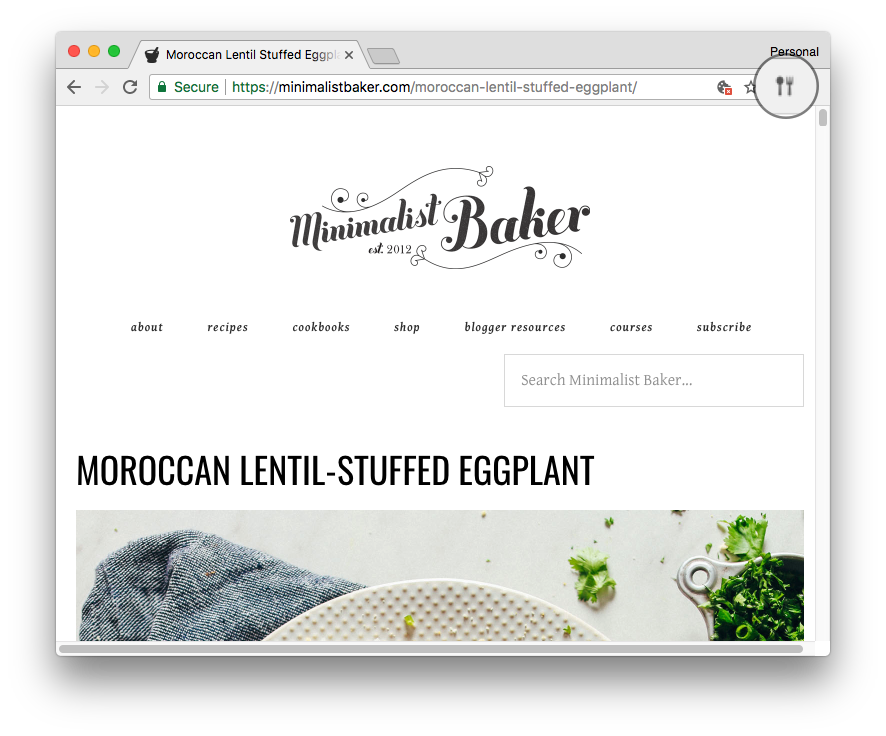 Personal
Moroccan Lentil Stuffed Eggpl
Secure https://minimalistbaker.com/moroccan-lentil-stuffed-eggplant/
Minimalist Baker
est. 2012
about recipes cookbooks shop blogger resources courses subscribe
Search Minimalist Baker...
MOROCCAN LENTIL-STUFFED EGGPLANT